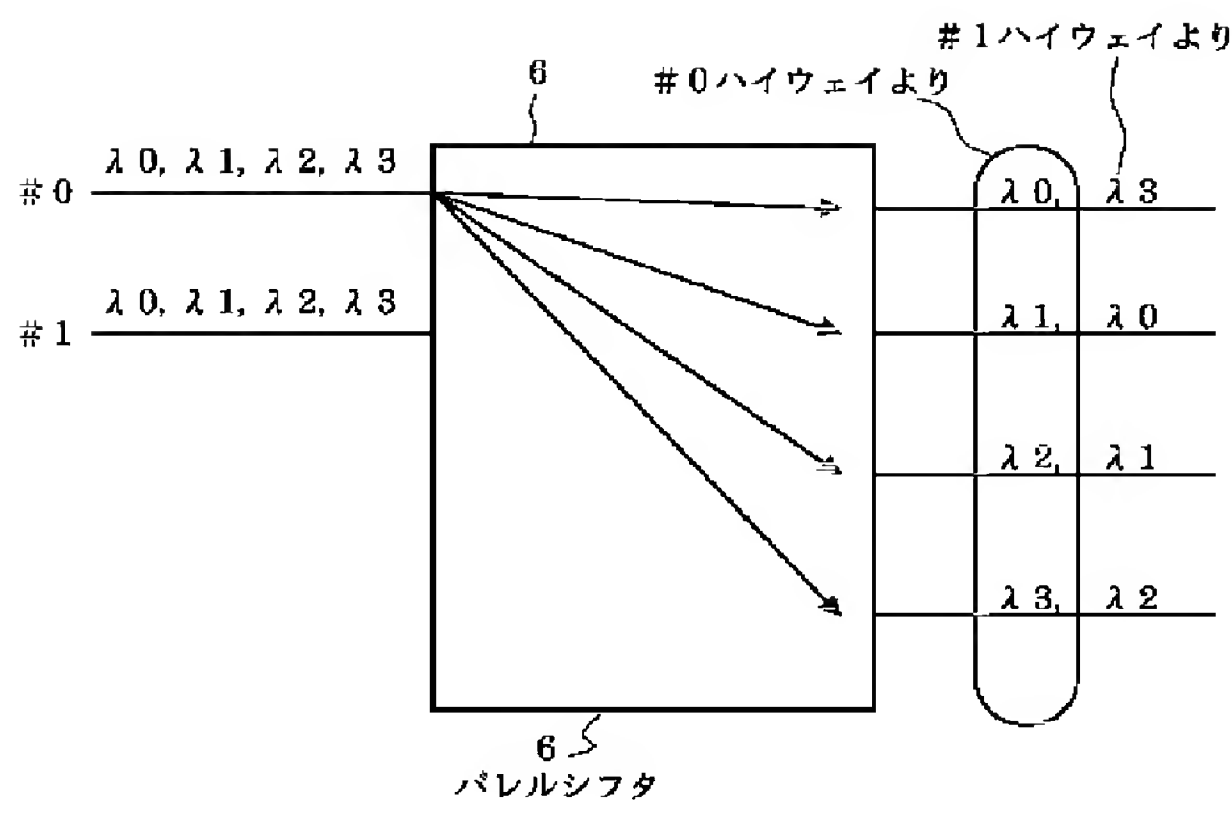 #1ハイウェイより
#0ハイウェイより
6
λ0, λ1, λ2, λ3
#0
λ0, λ3
λ0, λ1, λ2, λ3
#1
λ1, λ0
λ2, λ1
λ3, λ2
6
バレルシフタ